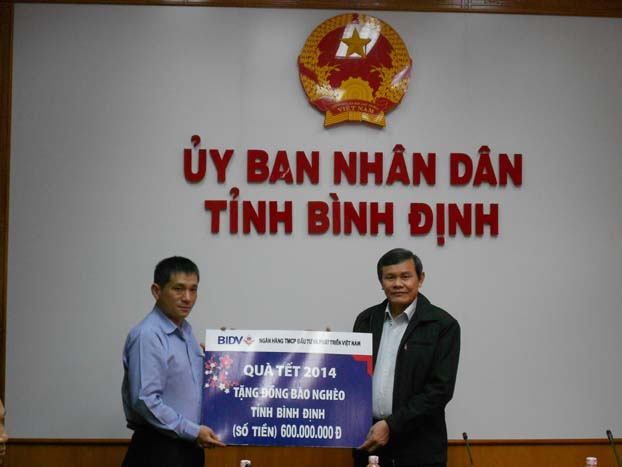 VIỆT NAM
ỦY BAN NHÂN DÂN
TỈNH BÌNH ĐỊNH
BIDV NGÂN HÀNG TMCP ĐẦU TƯ VÀ PHÁT TRIỂN VIỆT NAM
QUÀ TẾT 2014
TẶNG ĐỒNG BÀO NGHÈO
TỈNH BÌNH ĐỊNH
(SỐ TIỀN) 600.000.000 Đ